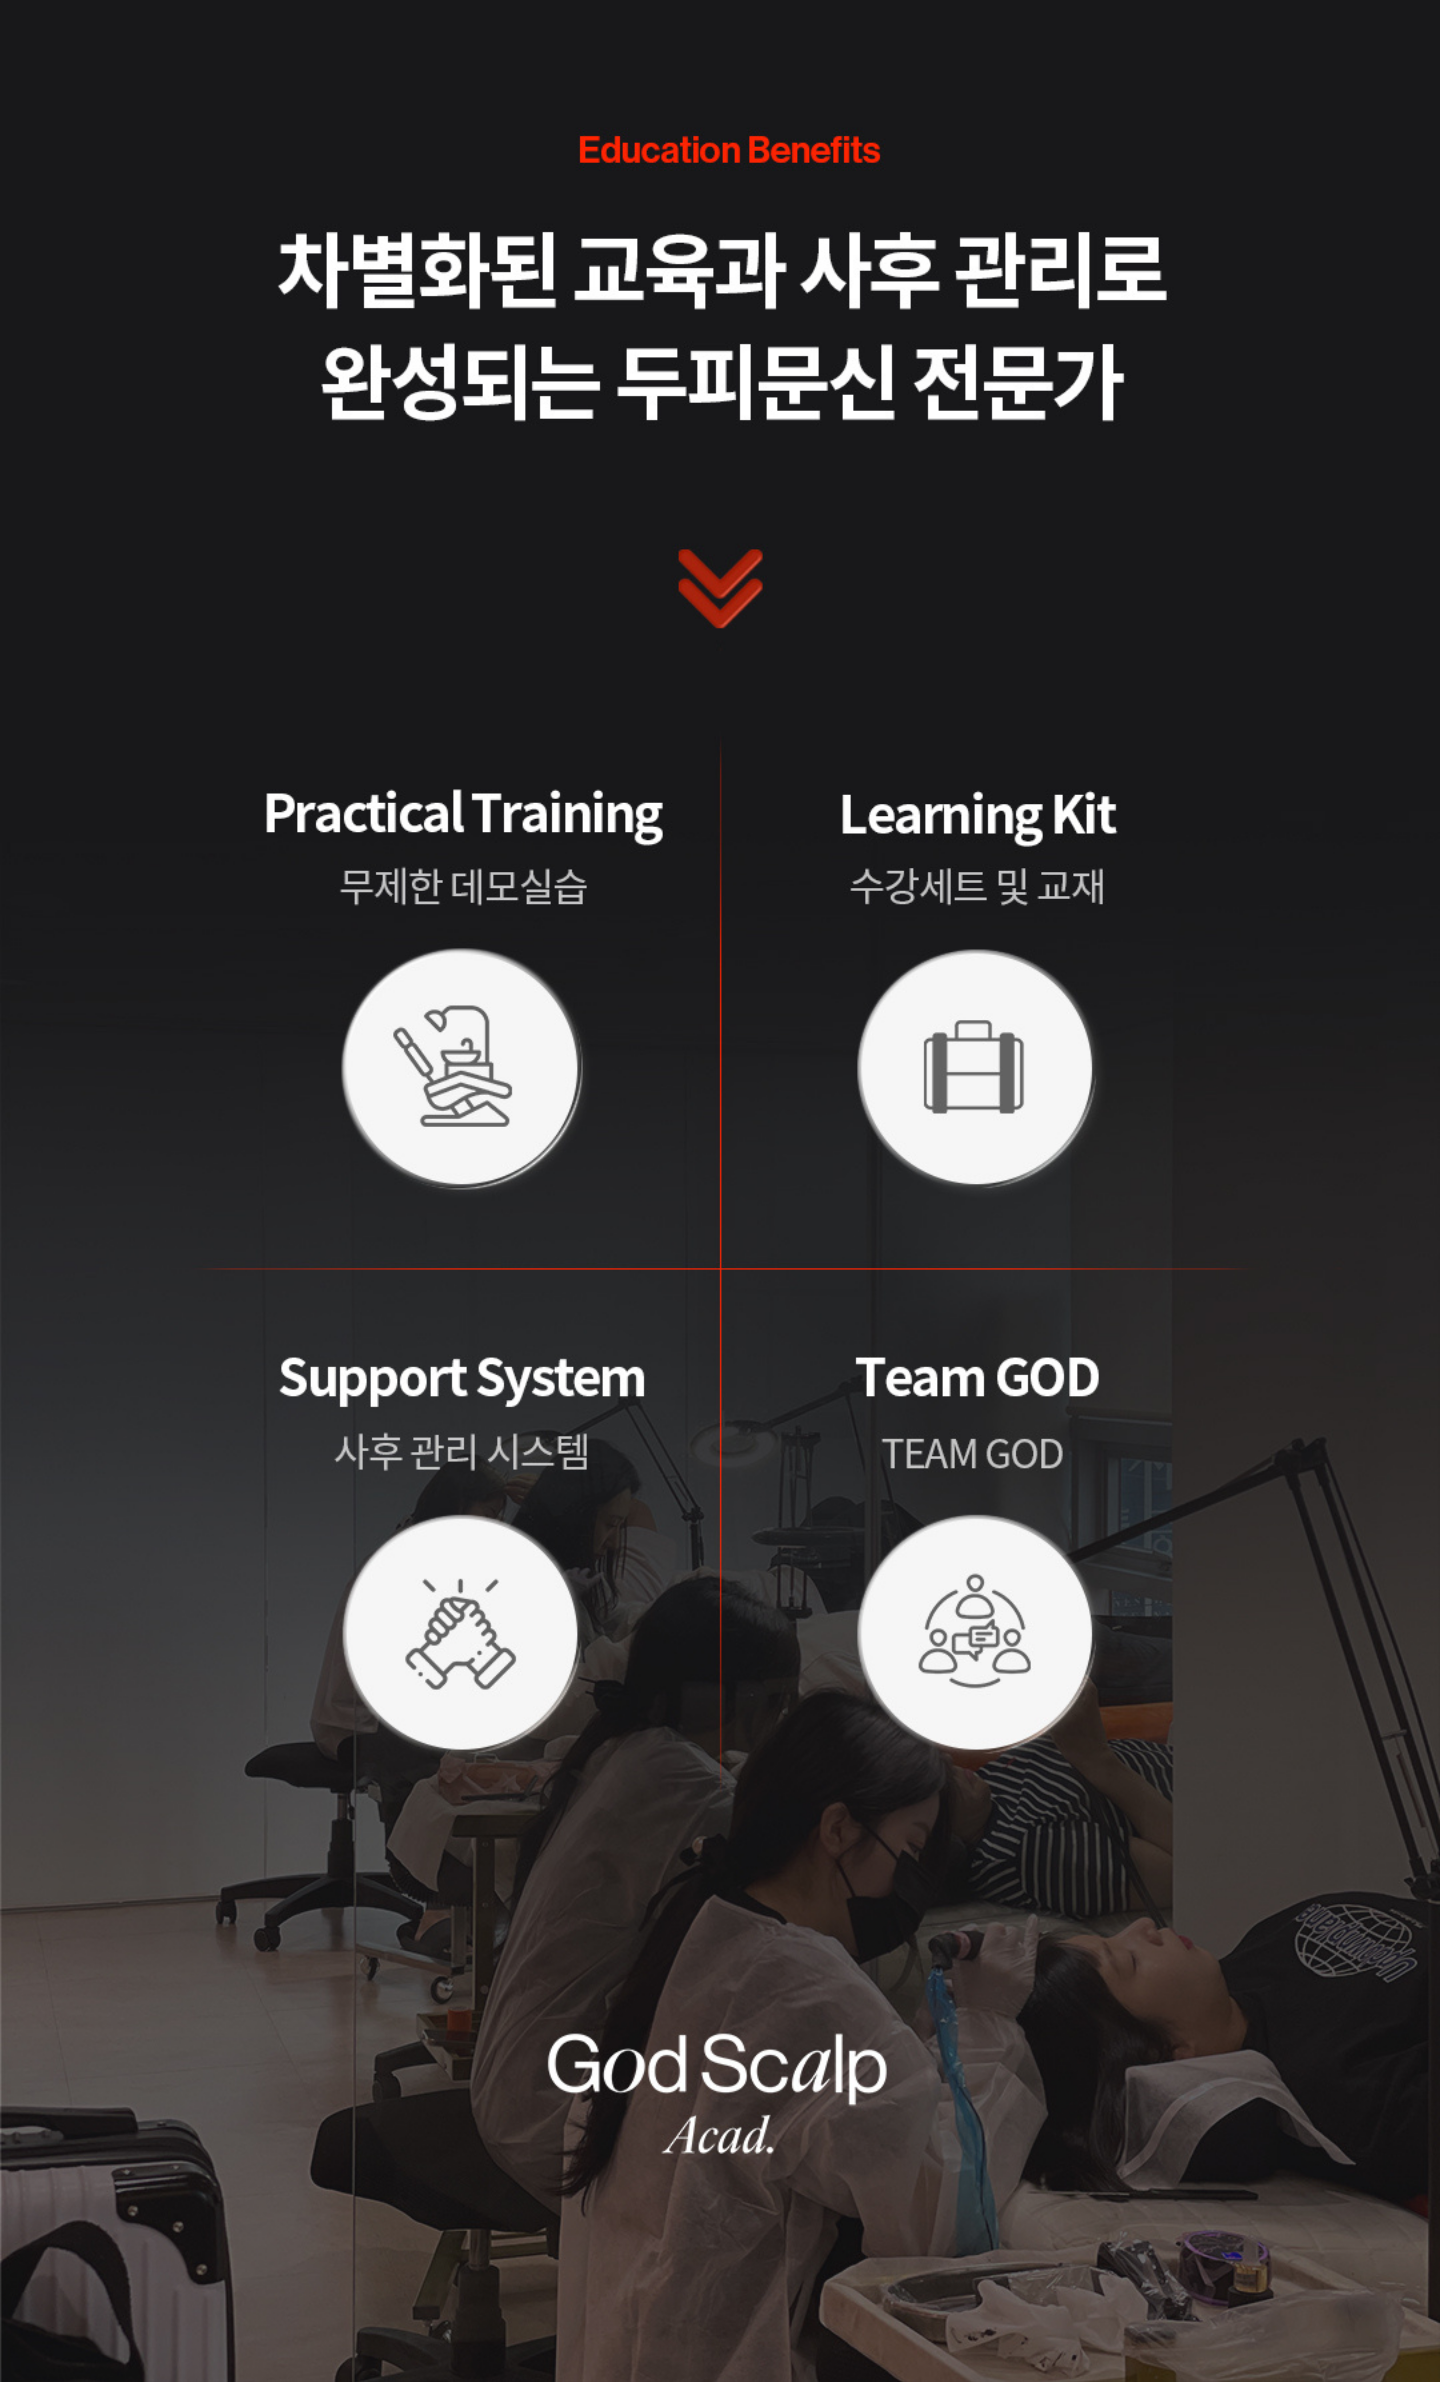 Education Benefits
차별화된 교육과 사후 관리로
완성되는 두피문신 전문가
Practical Training
무제한 데모실습
Learning Kit
수강세트 및 교재
Support System
사후 관리 시스템
Team GOD
TEAM GOD
God Scalp
Acad.